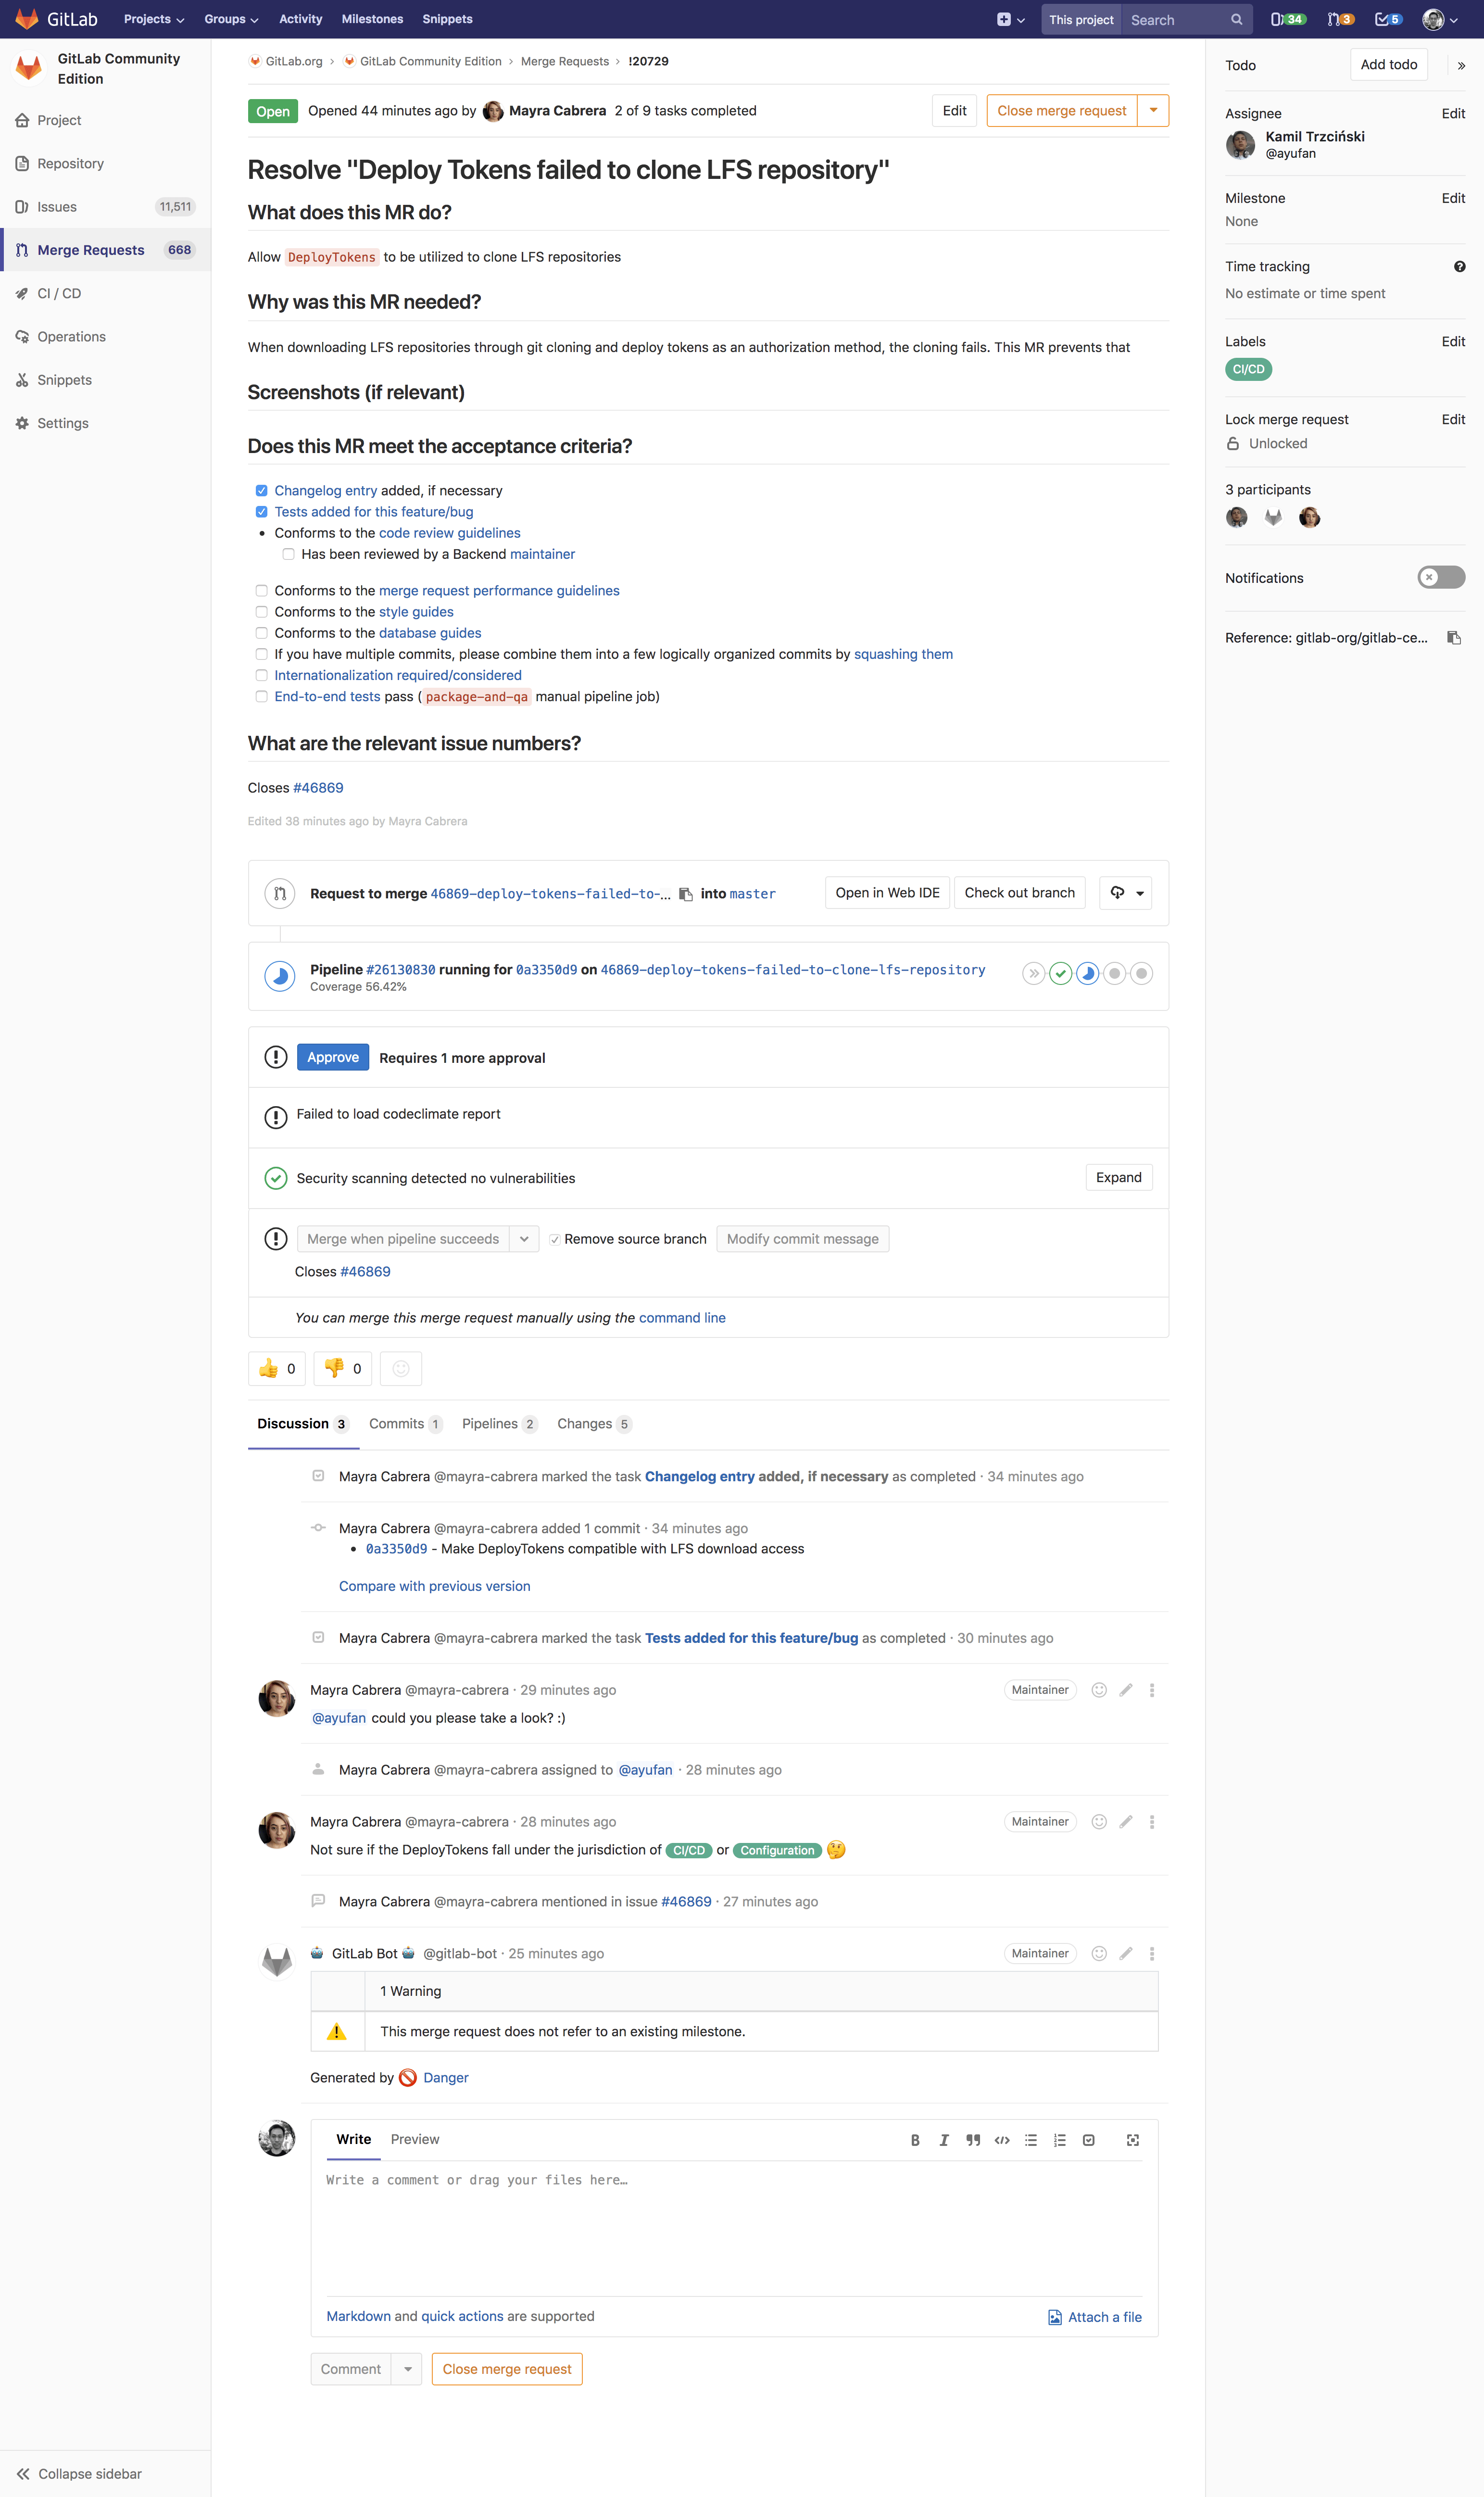 GitLab Projects Groups Activity Milestones Snippets This project Search 34 3 5
GitLab Community
Edition
Project
Repository
Issues 11,511
Merge Requests 668
CI / CD
Operations
Snippets
Settings
Collapse sidebar
GitLab.org › GitLab Community Edition › Merge Requests › !20729
Open Opened 44 minutes ago by Mayra Cabrera 2 of 9 tasks completed Edit Close merge request
Resolve "Deploy Tokens failed to clone LFS repository"
What does this MR do?
Allow DeployTokens to be utilized to clone LFS repositories
Why was this MR needed?
When downloading LFS repositories through git cloning and deploy tokens as an authorization method, the cloning fails. This MR prevents that
Screenshots (if relevant)
Does this MR meet the acceptance criteria?
Changelog entry added, if necessary
Tests added for this feature/bug
• Conforms to the code review guidelines
Has been reviewed by a Backend maintainer
Conforms to the merge request performance guidelines
Conforms to the style guides
Conforms to the database guides
If you have multiple commits, please combine them into a few logically organized commits by squashing them
Internationalization required/considered
End-to-end tests pass (package-and-qa manual pipeline job)
What are the relevant issue numbers?
Closes #46869
Edited 38 minutes ago by Mayra Cabrera
Request to merge 46869-deploy-tokens-failed-to-... into master Open in Web IDE Check out branch
Pipeline #26130830 running for 0a3350d9 on 46869-deploy-tokens-failed-to-clone-lfs-repository
Coverage 56.42%
Approve Requires 1 more approval
Failed to load codeclimate report
Security scanning detected no vulnerabilities Expand
Merge when pipeline succeeds Remove source branch Modify commit message
Closes #46869
You can merge this merge request manually using the command line
👍 0 👎 0
Discussion 3 Commits 1 Pipelines 2 Changes 5
Mayra Cabrera @mayra-cabrera marked the task Changelog entry added, if necessary as completed · 34 minutes ago
Mayra Cabrera @mayra-cabrera added 1 commit · 34 minutes ago
• 0a3350d9 - Make DeployTokens compatible with LFS download access
Compare with previous version
Mayra Cabrera @mayra-cabrera marked the task Tests added for this feature/bug as completed · 30 minutes ago
Mayra Cabrera @mayra-cabrera · 29 minutes ago Maintainer
@ayufan could you please take a look? :)
Mayra Cabrera @mayra-cabrera assigned to @ayufan · 28 minutes ago
Mayra Cabrera @mayra-cabrera · 28 minutes ago Maintainer
Not sure if the DeployTokens fall under the jurisdiction of CI/CD or Configuration 🤔
Mayra Cabrera @mayra-cabrera mentioned in issue #46869 · 27 minutes ago
🤖 GitLab Bot 🤖 @gitlab-bot · 25 minutes ago Maintainer
1 Warning
⚠️ This merge request does not refer to an existing milestone.
Generated by 🚫 Danger
Write Preview
Write a comment or drag your files here…
Markdown and quick actions are supported Attach a file
Comment Close merge request
Todo Add todo
Assignee Edit
Kamil Trzciński
@ayufan
Milestone Edit
None
Time tracking
No estimate or time spent
Labels Edit
CI/CD
Lock merge request Edit
Unlocked
3 participants
Notifications
Reference: gitlab-org/gitlab-ce...